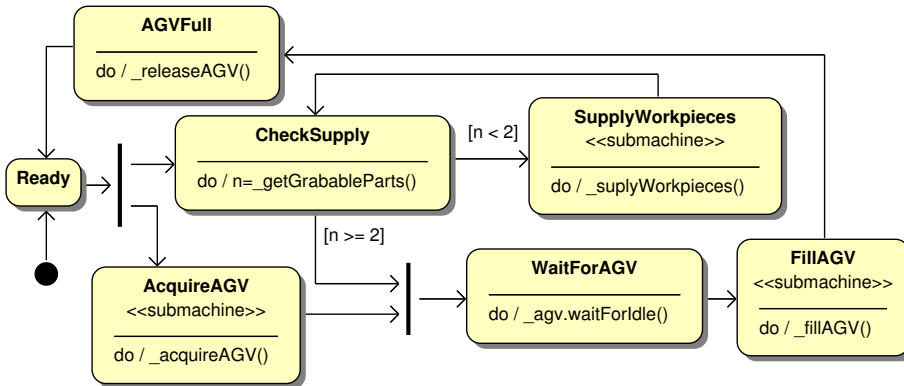 AGVFull
do / _releaseAGV()
CheckSupply
do / n=_getGrabableParts()
[n < 2]
SupplyWorkpieces
<<submachine>>
do / _suplyWorkpieces()
Ready
[n >= 2]
AcquireAGV
<<submachine>>
do / _acquireAGV()
WaitForAGV
do / _agv.waitForIdle()
FillAGV
<<submachine>>
do / _fillAGV()